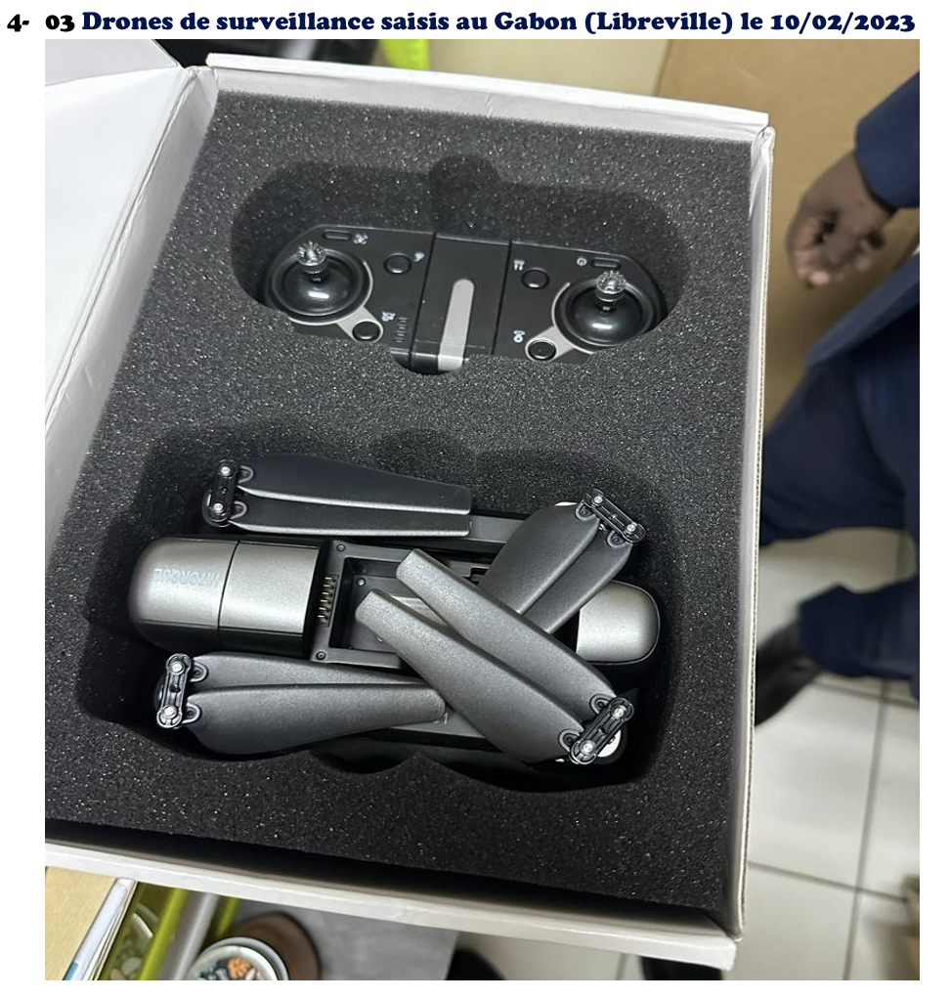 4- 03 Drones de surveillance saisis au Gabon (Libreville) le 10/02/2023